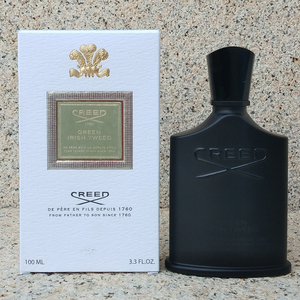 CREED
GREEN
IRISH TWEED
CREED
DE PÈRE EN FILS DEPUIS 1760
FROM FATHER TO SON SINCE 1760
100 ML
3.3 FL.OZ.
CREED